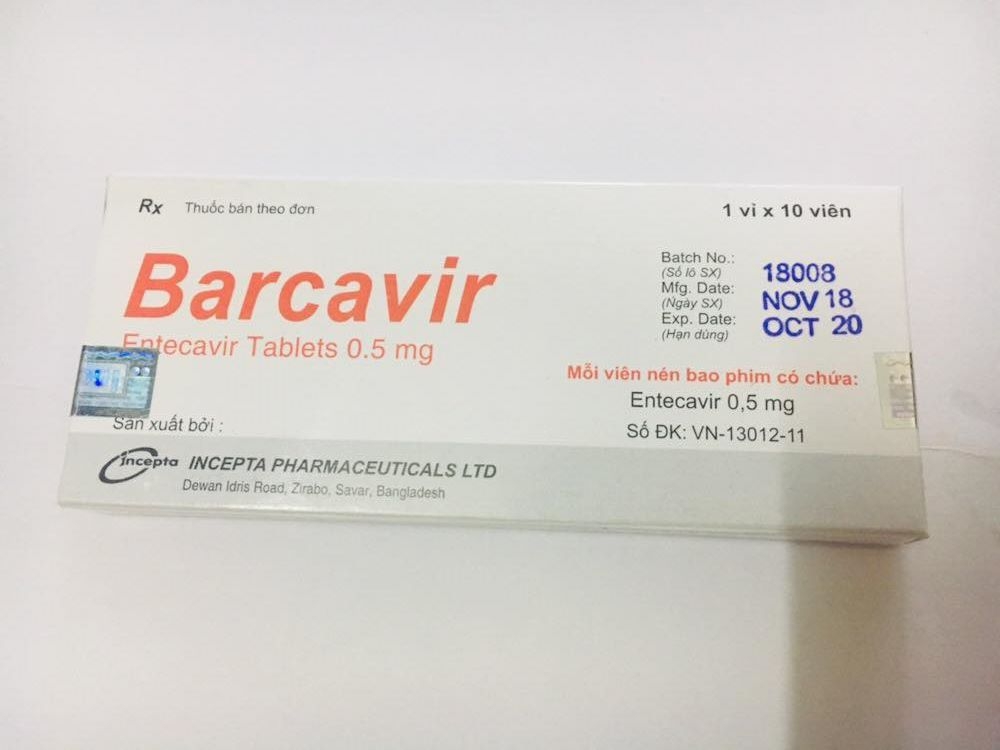 Rx Thuốc bán theo đơn
1 vỉ x 10 viên
Barcavir
Entecavir Tablets 0.5 mg
Batch No.: 18008
(Số lô SX)
Mfg. Date: NOV 18
(Ngày SX)
Exp. Date: OCT 20
(Hạn dùng)
Mỗi viên nén bao phim có chứa:
Entecavir 0,5 mg
Số ĐK: VN-13012-11
Sản xuất bởi :
incepta INCEPTA PHARMACEUTICALS LTD
Dewan Idris Road, Zirabo, Savar, Bangladesh